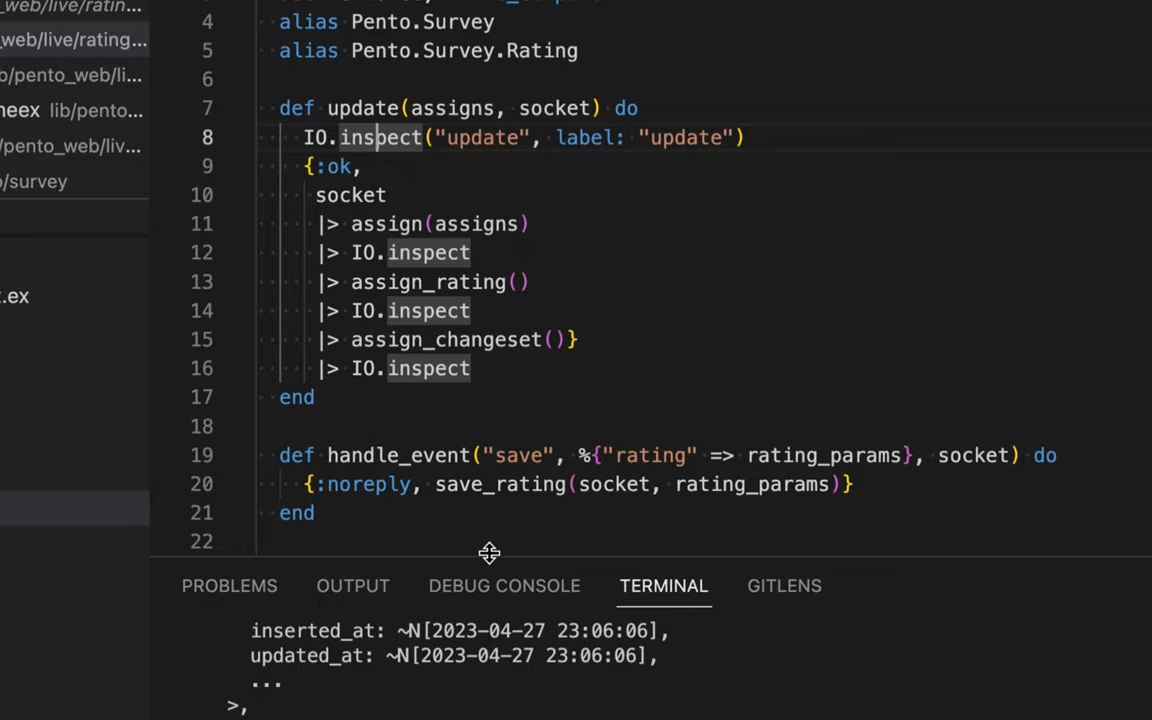 _web/live/ratin...
_web/live/rating...
b/pento_web/li...
neex lib/pento...
/pento_web/liv...
/survey
.ex
4 alias Pento.Survey
5 alias Pento.Survey.Rating
6
7 def update(assigns, socket) do
8 IO.inspect("update", label: "update")
9 {:ok,
10 socket
11 |> assign(assigns)
12 |> IO.inspect
13 |> assign_rating()
14 |> IO.inspect
15 |> assign_changeset()}
16 |> IO.inspect
17 end
18
19 def handle_event("save", %{"rating" => rating_params}, socket) do
20 {:noreply, save_rating(socket, rating_params)}
21 end
22
PROBLEMS OUTPUT DEBUG CONSOLE TERMINAL GITLENS
inserted_at: ~N[2023-04-27 23:06:06],
updated_at: ~N[2023-04-27 23:06:06],
...
>,